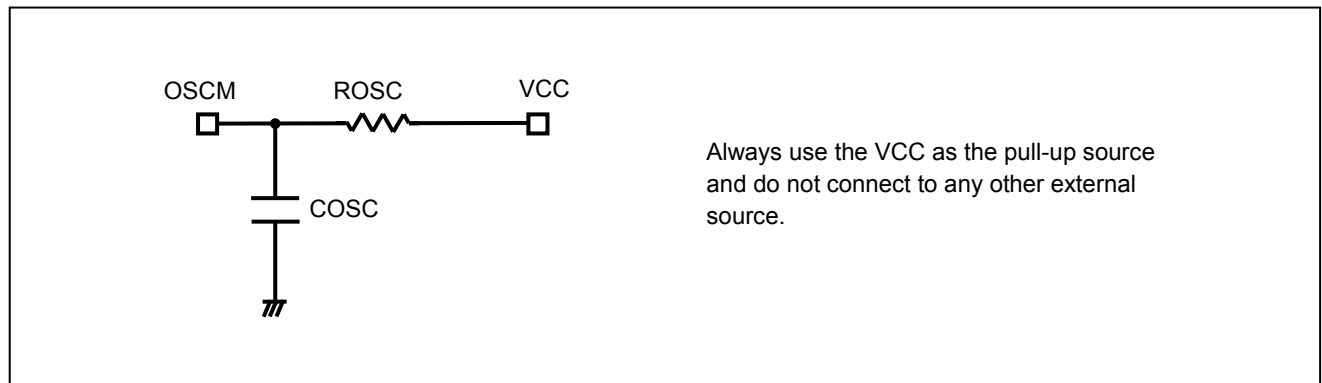 OSCM ROSC VCC
COSC
Always use the VCC as the pull-up source
and do not connect to any other external
source.